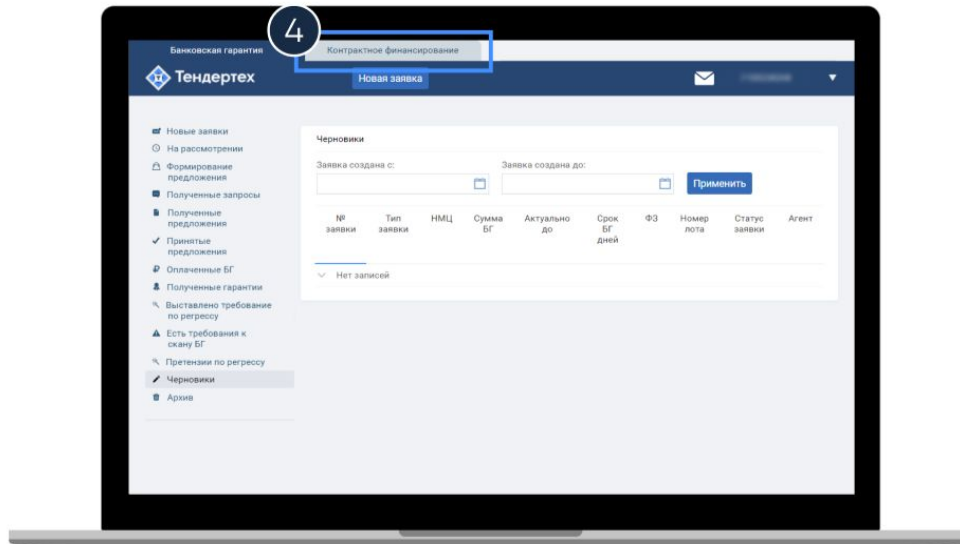 4
Банковская гарантия
Контрактное финансирование
Тендертех
Новая заявка
Новые заявки
На рассмотрении
Формирование
предложения
Полученные запросы
Полученные
предложения
Принятые
предложения
Оплаченные БГ
Полученные гарантии
Выставлено требование
по регрессу
Есть требования к
скану БГ
Претензии по регрессу
Черновики
Архив
Черновики
Заявка создана с:
Заявка создана до:
Применить
№ заявки
Тип заявки
НМЦ
Сумма БГ
Актуально до
Срок БГ дней
ФЗ
Номер лота
Статус заявки
Агент
Нет записей